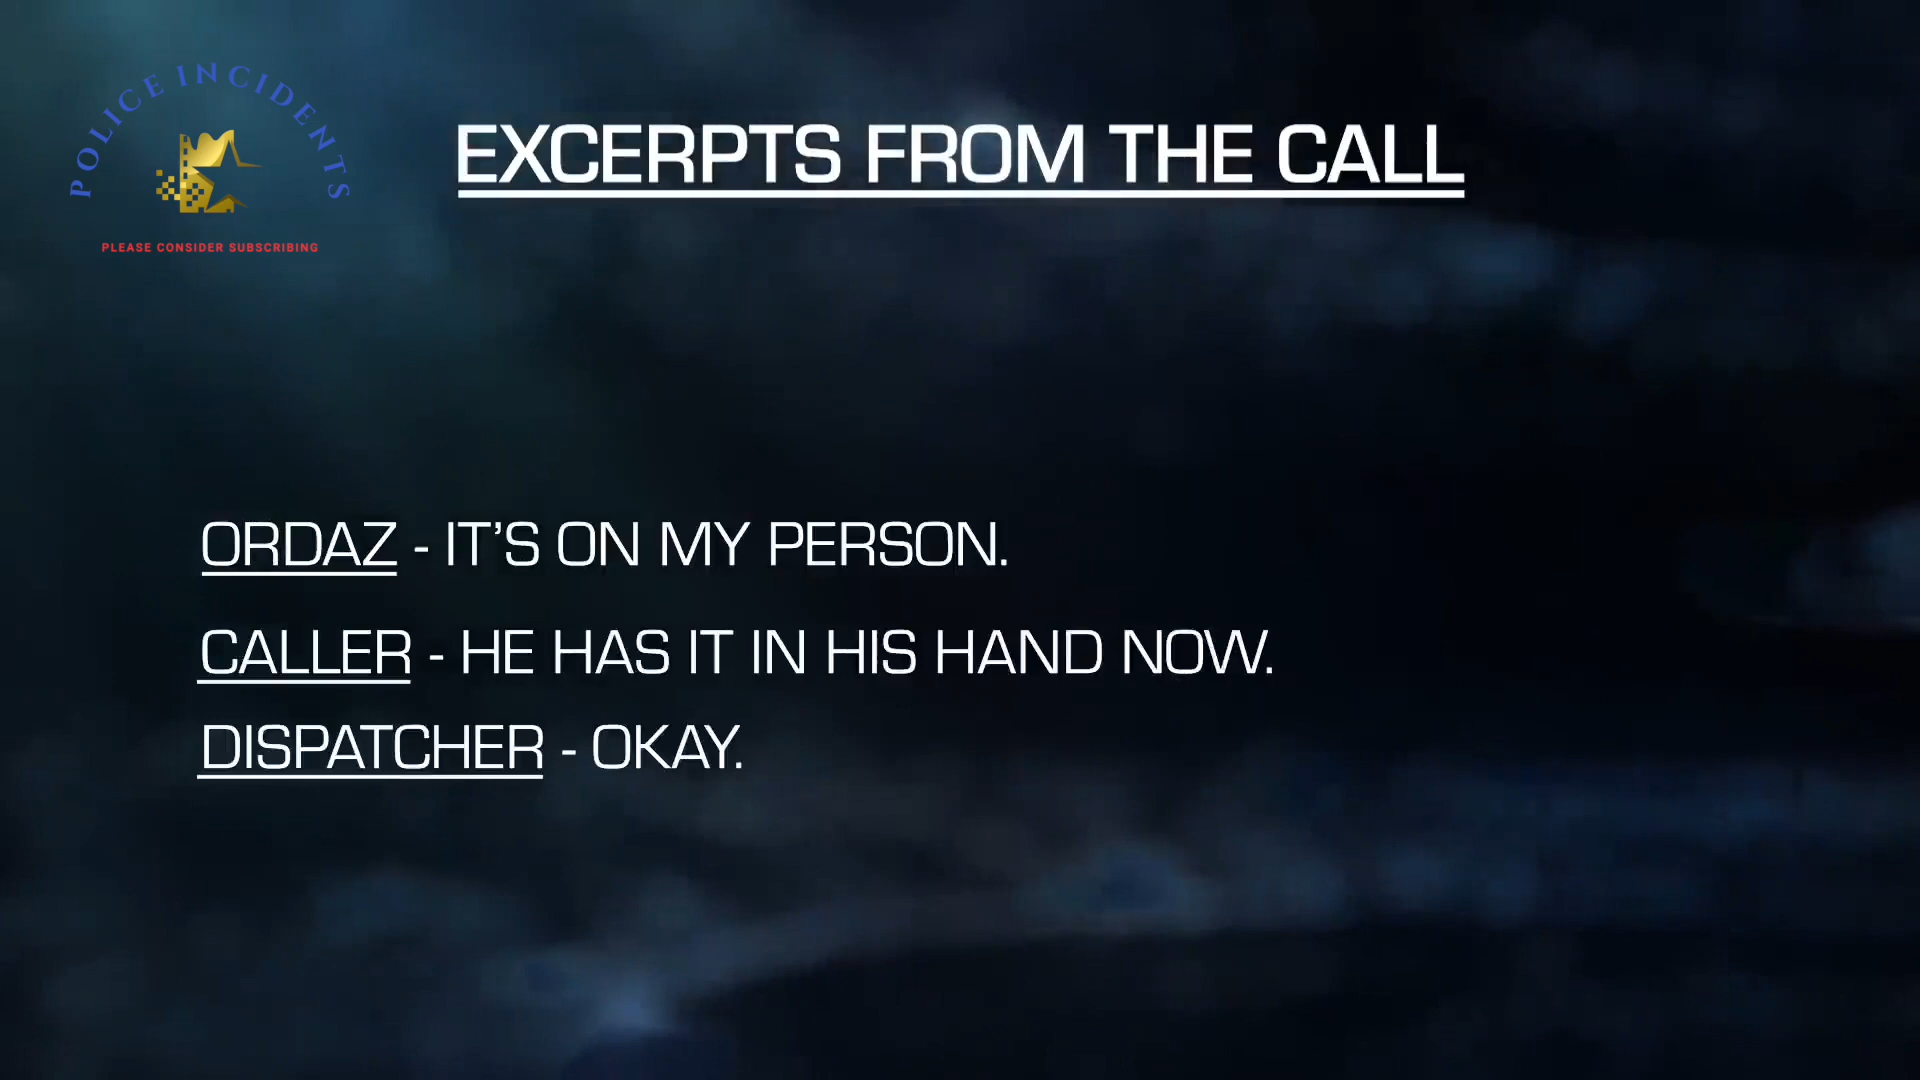 POLICE INCIDENTS
PLEASE CONSIDER SUBSCRIBING
EXCERPTS FROM THE CALL
ORDAZ - IT’S ON MY PERSON.
CALLER - HE HAS IT IN HIS HAND NOW.
DISPATCHER - OKAY.